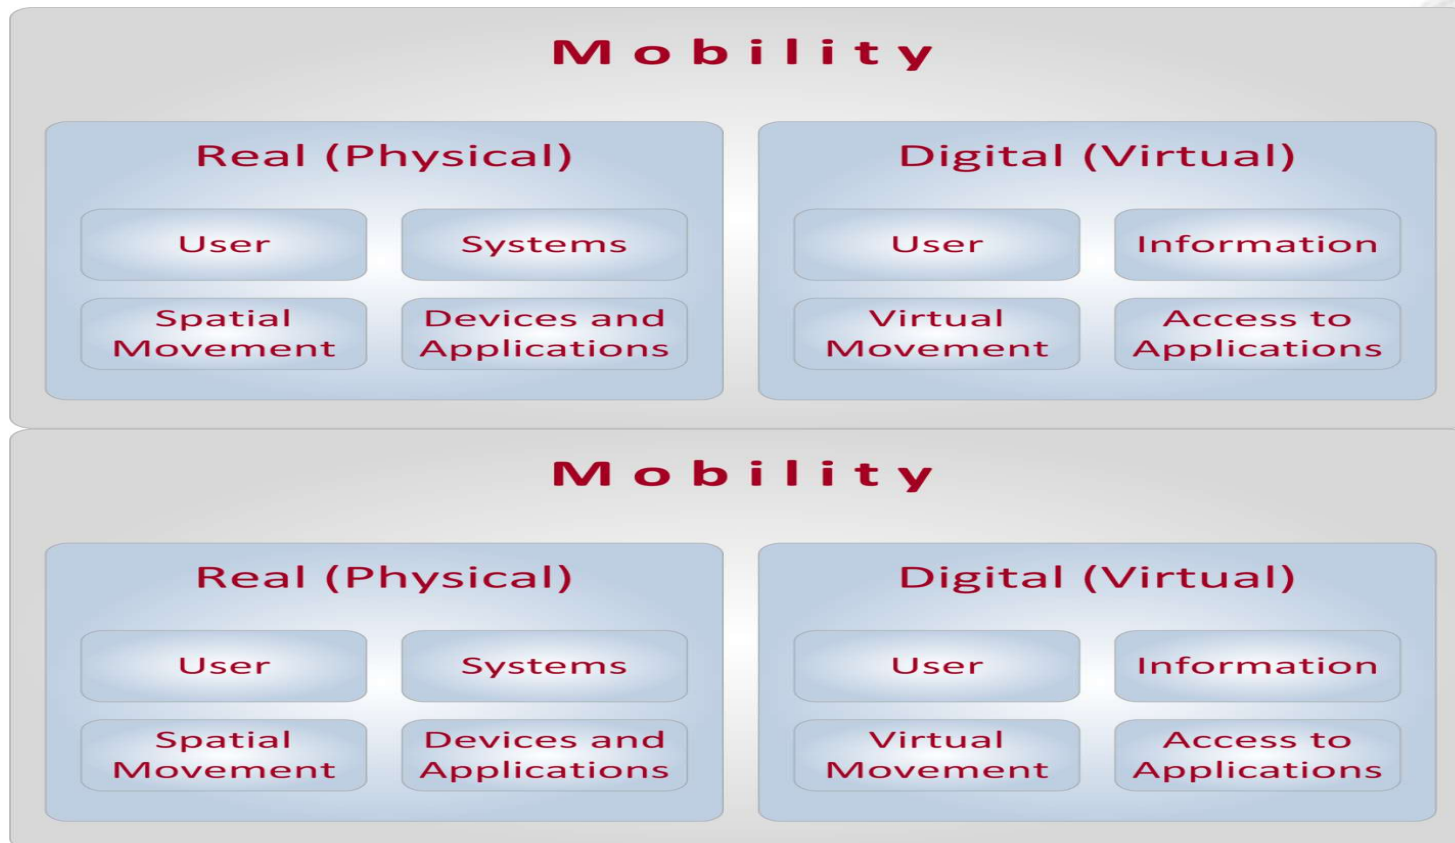 Mobility
Real (Physical)
User
Systems
Spatial
Movement
Devices and
Applications
Digital (Virtual)
User
Information
Virtual
Movement
Access to
Applications
Mobility
Real (Physical)
User
Systems
Spatial
Movement
Devices and
Applications
Digital (Virtual)
User
Information
Virtual
Movement
Access to
Applications